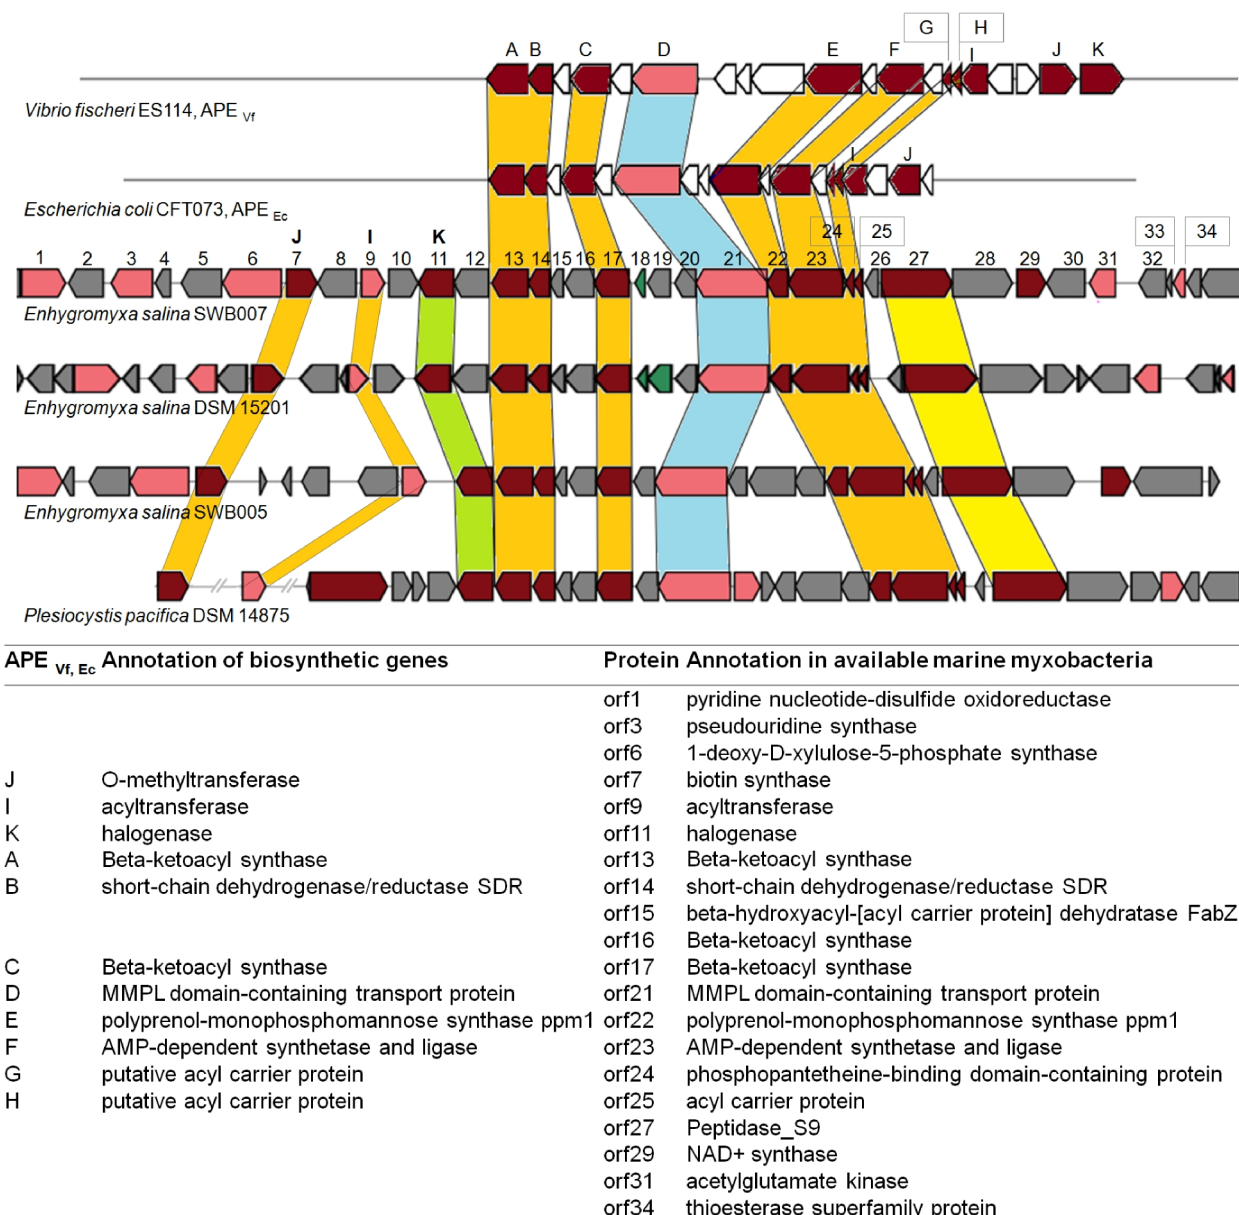 G H
A B C D E F I J K
Vibrio fischeri ES114, APE Vf
I J
Escherichia coli CFT073, APE Ec
24 25 33 34
J I K
1 2 3 4 5 6 7 8 9 10 11 12 13 14 15 16 17 18 19 20 21 22 23 26 27 28 29 30 31 32
Enhygromyxa salina SWB007
Enhygromyxa salina DSM 15201
Enhygromyxa salina SWB005
Plesiocystis pacifica DSM 14875
APE Vf, Ec Annotation of biosynthetic genes Protein Annotation in available marine myxobacteria
orf1 pyridine nucleotide-disulfide oxidoreductase
orf3 pseudouridine synthase
orf6 1-deoxy-D-xylulose-5-phosphate synthase
J O-methyltransferase orf7 biotin synthase
I acyltransferase orf9 acyltransferase
K halogenase orf11 halogenase
A Beta-ketoacyl synthase orf13 Beta-ketoacyl synthase
B short-chain dehydrogenase/reductase SDR orf14 short-chain dehydrogenase/reductase SDR
orf15 beta-hydroxyacyl-[acyl carrier protein] dehydratase FabZ
orf16 Beta-ketoacyl synthase
C Beta-ketoacyl synthase orf17 Beta-ketoacyl synthase
D MMPL domain-containing transport protein orf21 MMPL domain-containing transport protein
E polyprenol-monophosphomannose synthase ppm1 orf22 polyprenol-monophosphomannose synthase ppm1
F AMP-dependent synthetase and ligase orf23 AMP-dependent synthetase and ligase
G putative acyl carrier protein orf24 phosphopantetheine-binding domain-containing protein
H putative acyl carrier protein orf25 acyl carrier protein
orf27 Peptidase_S9
orf29 NAD+ synthase
orf31 acetylglutamate kinase
orf34 thioesterase superfamily protein